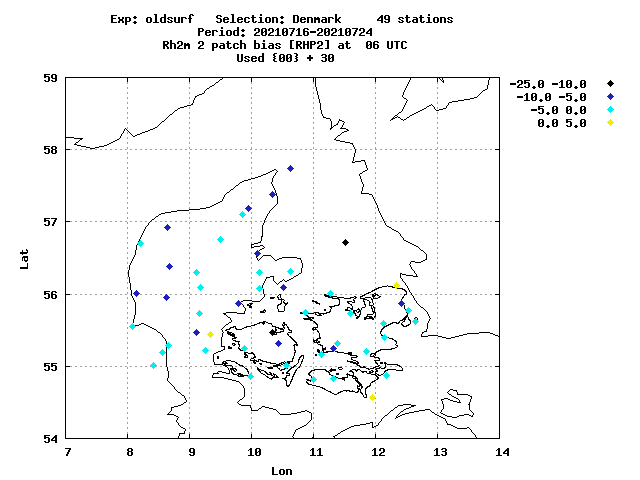 Exp: oldsurf   Selection: Denmark     49 stations
Period: 20210716-20210724
Rh2m 2 patch bias [RHP2] at  06 UTC
Used {00} + 30
-25.0 -10.0
-10.0 -5.0
-5.0 0.0
0.0 5.0
59
58
57
56
55
54
Lat
7 8 9 10 11 12 13 14
Lon